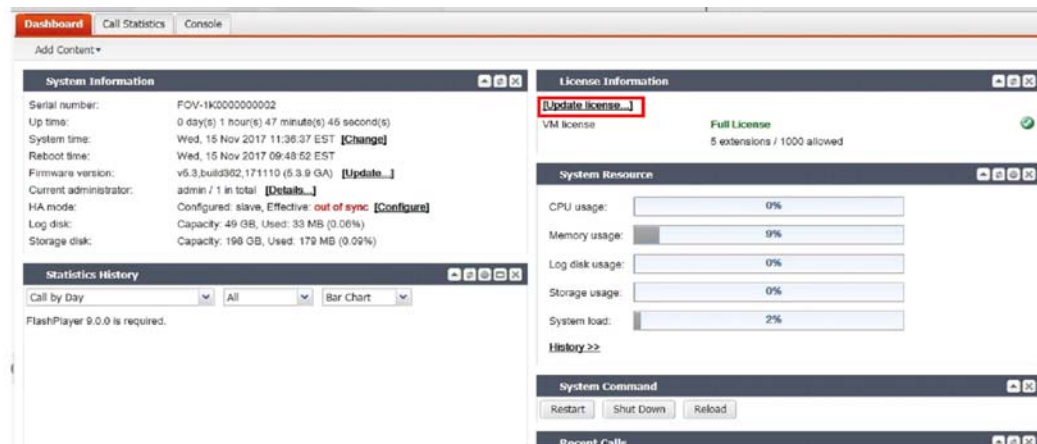 Dashboard Call Statistics Console
Add Content
System Information
Serial number: FOV-1K0000000002
Up time: 0 day(s) 1 hour(s) 47 minute(s) 46 second(s)
System time: Wed, 15 Nov 2017 11:36:37 EST [Change]
Reboot time: Wed, 15 Nov 2017 09:48:52 EST
Firmware version: v5.3,build362,171110 (5.3.9 GA) [Update...]
Current administrator: admin / 1 in total [Details...]
HA mode: Configured: slave, Effective: out of sync [Configure]
Log disk: Capacity: 49 GB, Used: 33 MB (0.06%)
Storage disk: Capacity: 198 GB, Used: 179 MB (0.09%)
Statistics History
Call by Day All Bar Chart
FlashPlayer 9.0.0 is required.
License Information
[Update license...]
VM license Full License
5 extensions / 1000 allowed
System Resource
CPU usage: 0%
Memory usage: 9%
Log disk usage: 0%
Storage usage: 0%
System load: 2%
History >>
System Command
Restart Shut Down Reload
Recent Calls